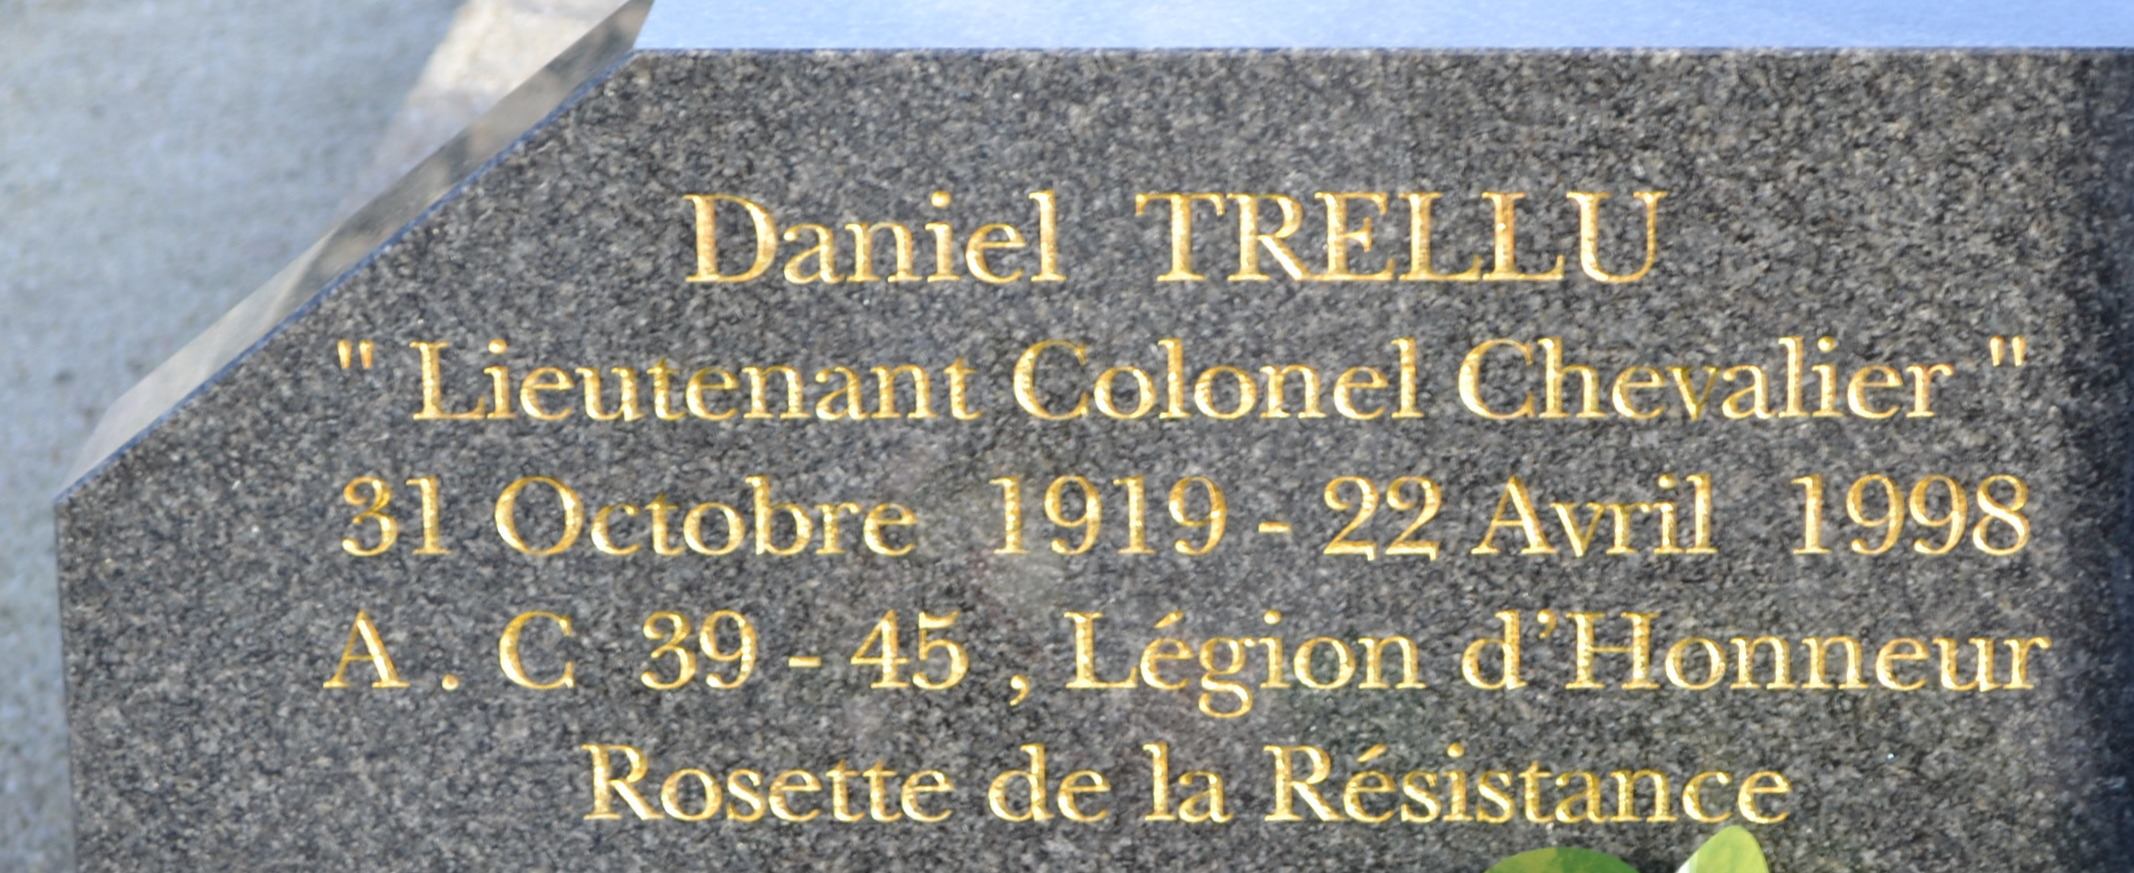 Daniel TRELLU
" Lieutenant Colonel Chevalier "
31 Octobre 1919 - 22 Avril 1998
A . C 39 - 45 , Légion d'Honneur
Rosette de la Résistance